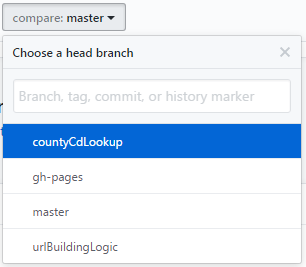 compare: master
Choose a head branch
Branch, tag, commit, or history marker
countyCdLookup
gh-pages
master
urlBuildingLogic